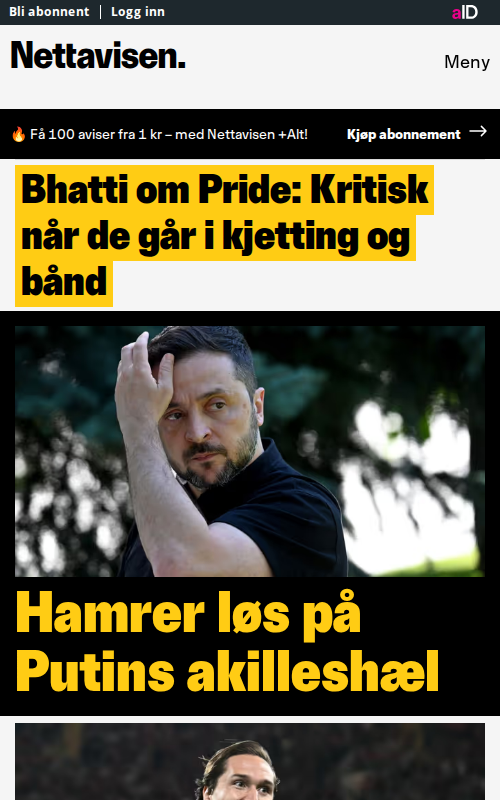 Bli abonnent | Logg inn
aID
Nettavisen.
Meny
🔥 Få 100 aviser fra 1 kr – med Nettavisen +Alt!
Kjøp abonnement →
Bhatti om Pride: Kritisk
når de går i kjetting og
bånd
Hamrer løs på
Putins akilleshæl